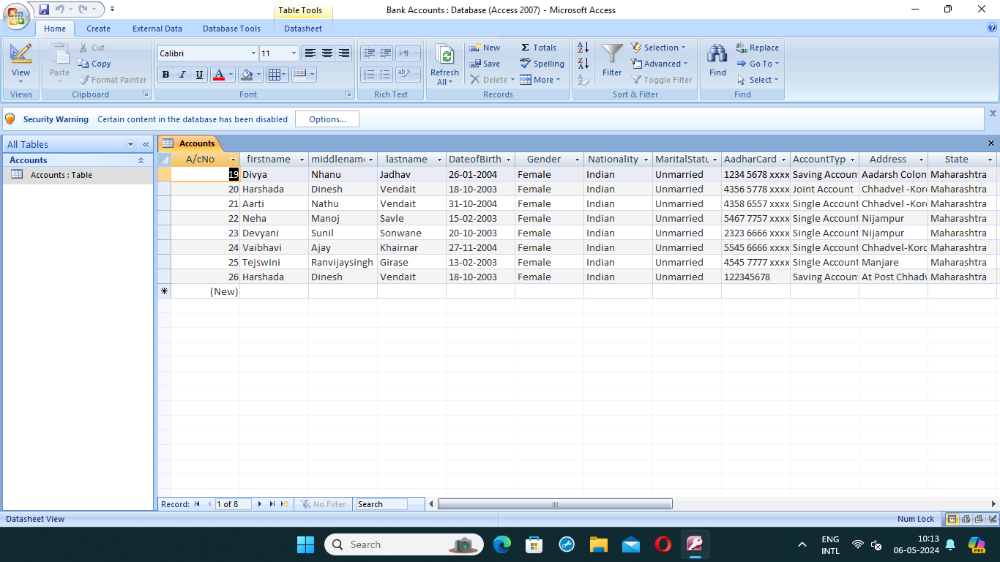 Table Tools
Bank Accounts : Database (Access 2007) - Microsoft Access
Home Create External Data Database Tools Datasheet
View
Views
Paste
Cut
Copy
Format Painter
Clipboard
Calibri 11
B I U A
Font
Rich Text
Refresh All
New
Save
Delete
Σ Totals
ABC Spelling
More
Records
Filter
Selection
Advanced
Toggle Filter
Sort & Filter
Find
Replace
Go To
Select
Find
Security Warning Certain content in the database has been disabled Options...
All Tables «
Accounts
Accounts : Table
Accounts
A/cNo firstname middlename lastname DateofBirth Gender Nationality MaritalStatu AadharCard AccountType Address State
19 Divya Nhanu Jadhav 26-01-2004 Female Indian Unmarried 1234 5678 xxxx Saving Accoun Aadarsh Colon Maharashtra
20 Harshada Dinesh Vendait 18-10-2003 Female Indian Unmarried 4356 5778 xxxx Joint Account Chhadvel -Kord Maharashtra
21 Aarti Nathu Vendait 31-10-2004 Female Indian Unmarried 4358 6557 xxxx Single Account Chhadvel -Kord Maharashtra
22 Neha Manoj Savle 15-02-2003 Female Indian Unmarried 5467 7757 xxxx Single Account Nijampur Maharashtra
23 Devyani Sunil Sonwane 20-10-2003 Female Indian Unmarried 2323 6666 xxxx Single Account Nijampur Maharashtra
24 Vaibhavi Ajay Khairnar 27-11-2004 Female Indian Unmarried 5545 6666 xxxx Single Account Chhadvel-Kord Maharashtra
25 Tejswini Ranvijaysingh Girase 13-02-2003 Female Indian Unmarried 4545 7777 xxxx Single Account Manjare Maharashtra
26 Harshada Dinesh Vendait 18-10-2003 Female Indian Unmarried 122345678 Saving Accoun At Post Chhadv Maharashtra
(New)
Record: 1 of 8 No Filter Search
Datasheet View Num Lock
Search
ENG
INTL
10:13
06-05-2024
PRE